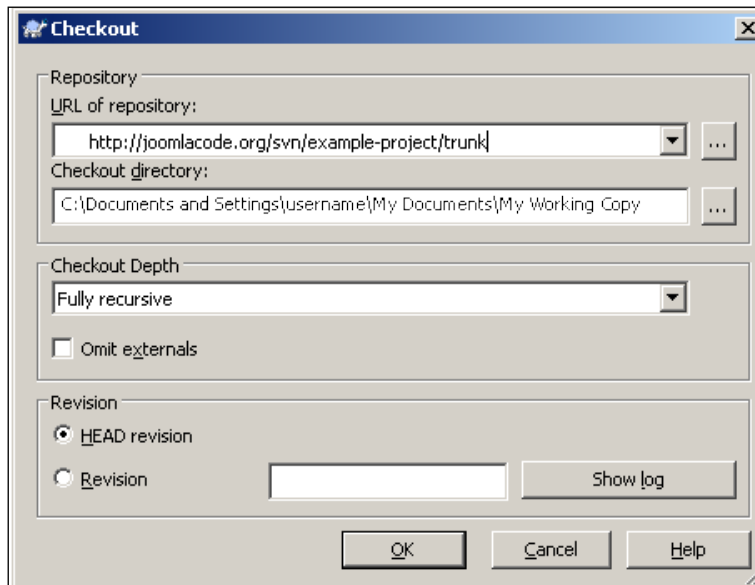 Checkout
Repository
URL of repository:
http://joomlacode.org/svn/example-project/trunk
...
Checkout directory:
C:\Documents and Settings\username\My Documents\My Working Copy
...
Checkout Depth
Fully recursive
Omit externals
Revision
HEAD revision
Revision
Show log
OK
Cancel
Help